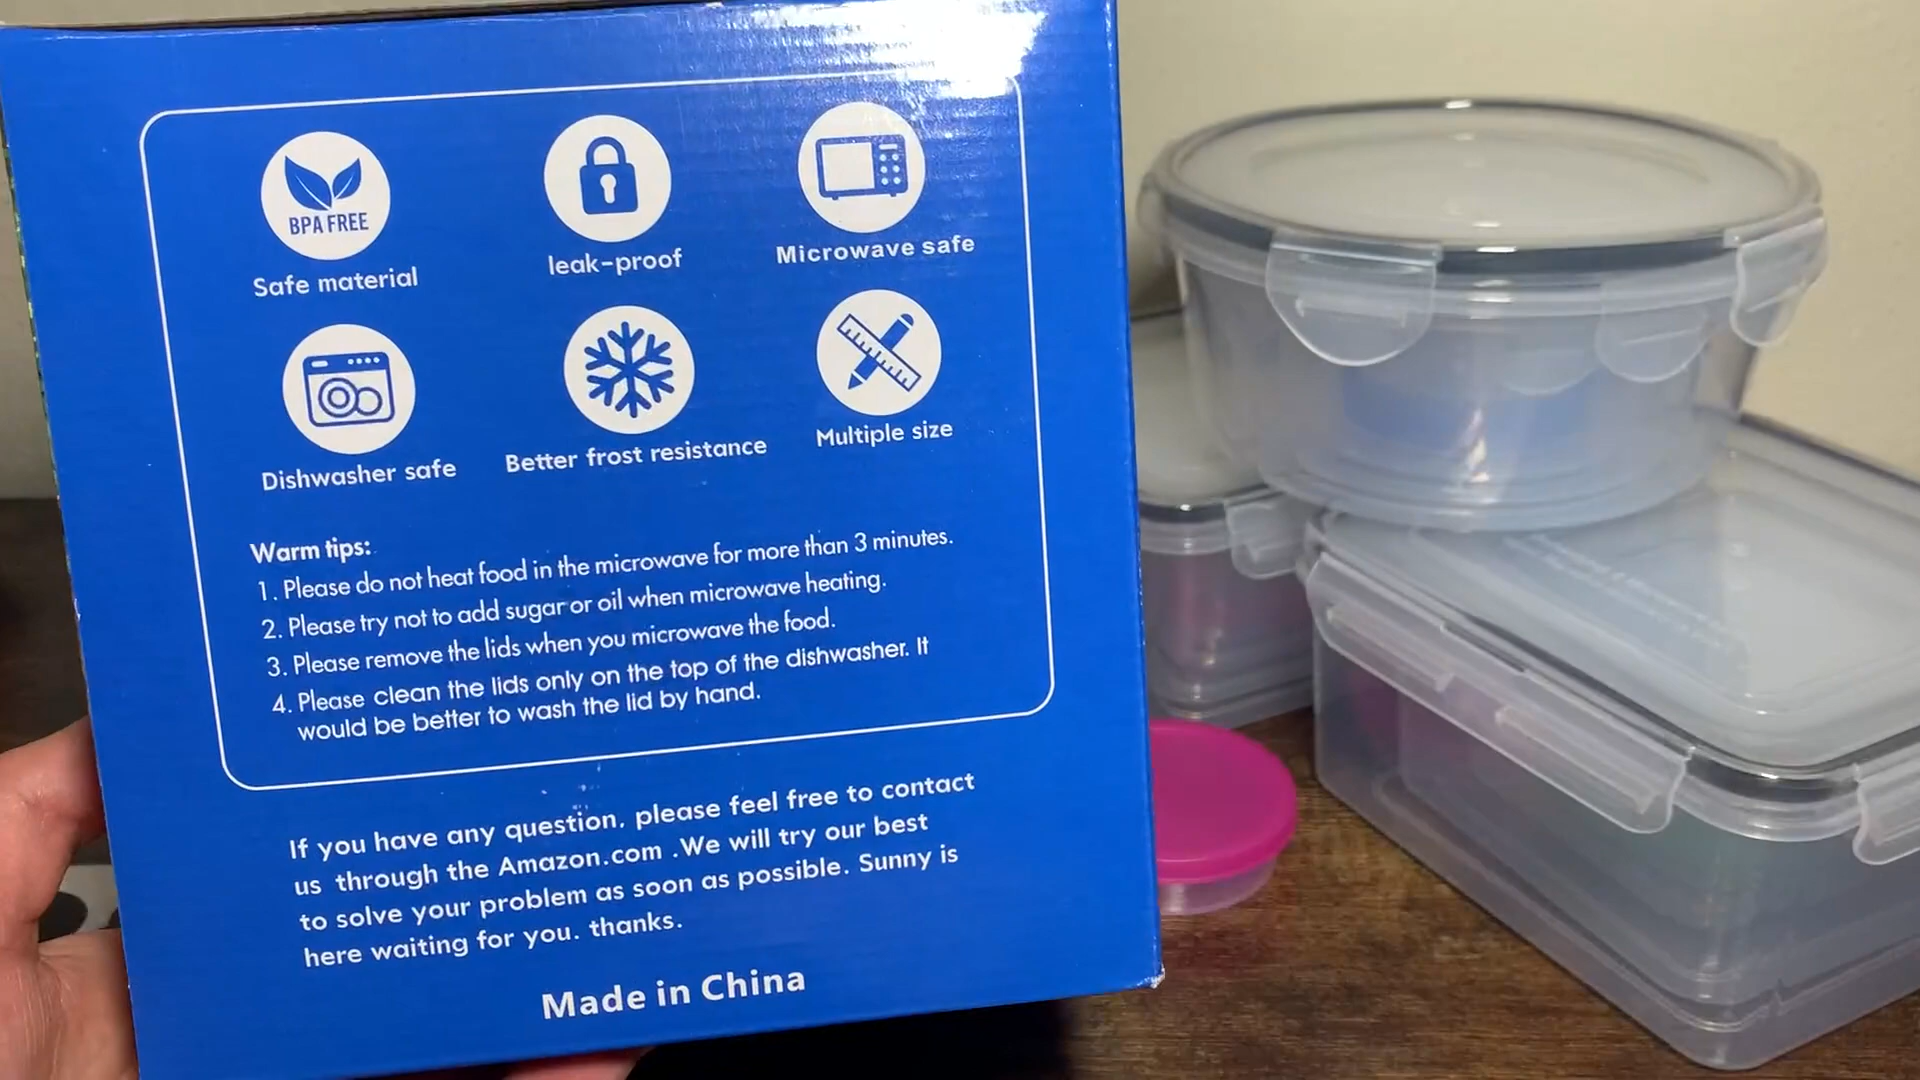 BPA FREE
Safe material
leak-proof
Microwave safe
Dishwasher safe
Better frost resistance
Multiple size
Warm tips:
1. Please do not heat food in the microwave for more than 3 minutes.
2. Please try not to add sugar or oil when microwave heating.
3. Please remove the lids when you microwave the food.
4. Please clean the lids only on the top of the dishwasher. It
would be better to wash the lid by hand.
If you have any question, please feel free to contact
us through the Amazon.com .We will try our best
to solve your problem as soon as possible. Sunny is
here waiting for you. thanks.
Made in China